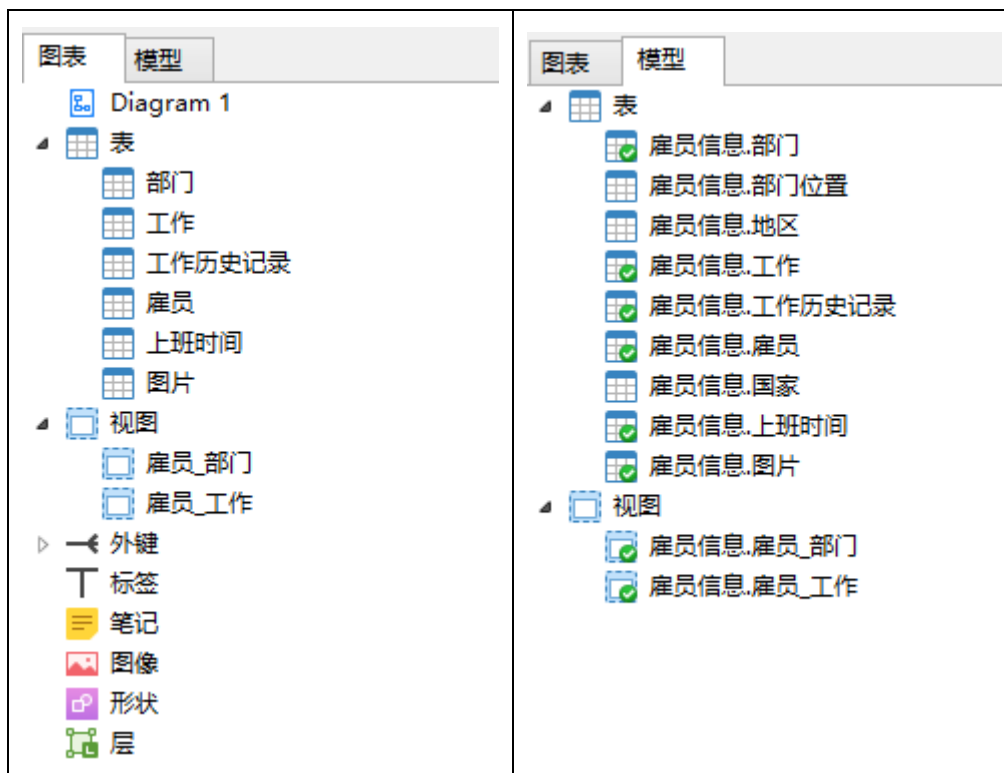 图表 模型
Diagram 1
表
部门
工作
工作历史记录
雇员
上班时间
图片
视图
雇员_部门
雇员_工作
外键
标签
笔记
图像
形状
层
图表 模型
表
雇员信息.部门
雇员信息.部门位置
雇员信息.地区
雇员信息.工作
雇员信息.工作历史记录
雇员信息.雇员
雇员信息.国家
雇员信息.上班时间
雇员信息.图片
视图
雇员信息.雇员_部门
雇员信息.雇员_工作